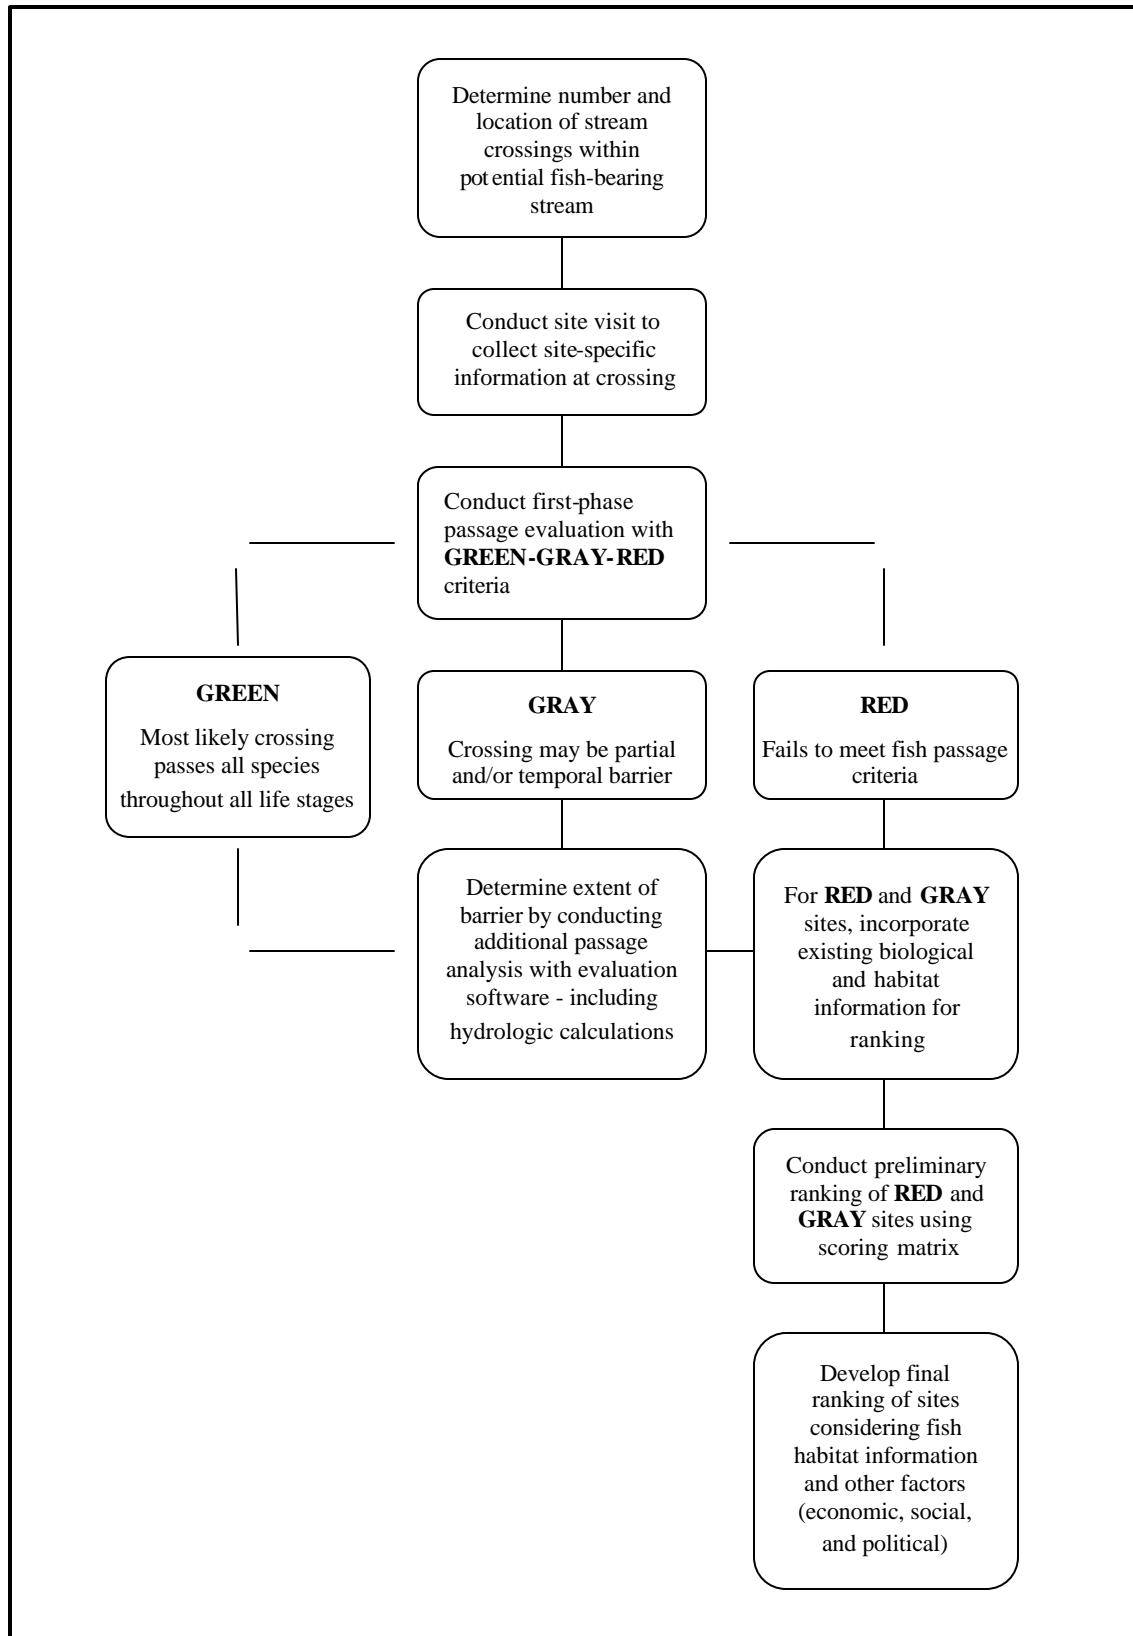 Determine number and
location of stream
crossings within
potential fish-bearing
stream
Conduct site visit to
collect site-specific
information at crossing
Conduct first-phase
passage evaluation with
GREEN-GRAY-RED
criteria
GREEN
Most likely crossing
passes all species
throughout all life stages
GRAY
Crossing may be partial
and/or temporal barrier
RED
Fails to meet fish passage
criteria
Determine extent of
barrier by conducting
additional passage
analysis with evaluation
software - including
hydrologic calculations
For RED and GRAY
sites, incorporate
existing biological
and habitat
information for
ranking
Conduct preliminary
ranking of RED and
GRAY sites using
scoring matrix
Develop final
ranking of sites
considering fish
habitat information
and other factors
(economic, social,
and political)